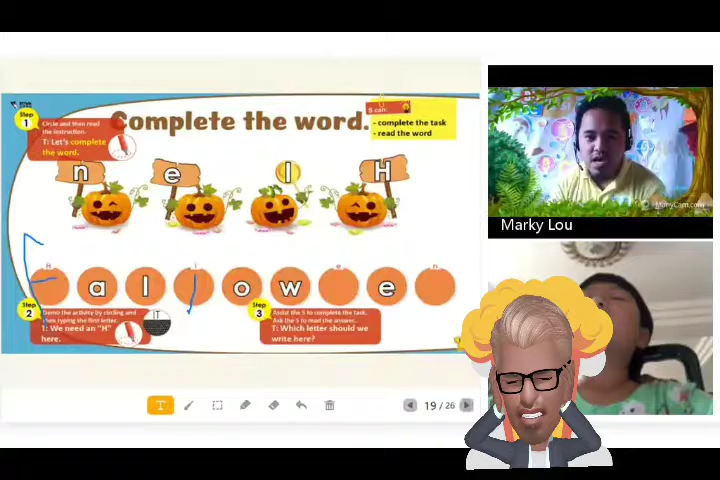 Step
1
Circle and then read
the instruction.
T: Let's complete
the word.
Complete the word.
S can:
- complete the task
- read the word
n e l H
H a l l o w e e n
Step
2
Demo the activity by circling and
then typing the first letter.
T: We need an "H"
here.
Step
3
Assist the S to complete the task.
Ask the S to read the answer.
T: Which letter should we
write here?
T
19 / 26
ManyCam.com
Marky Lou